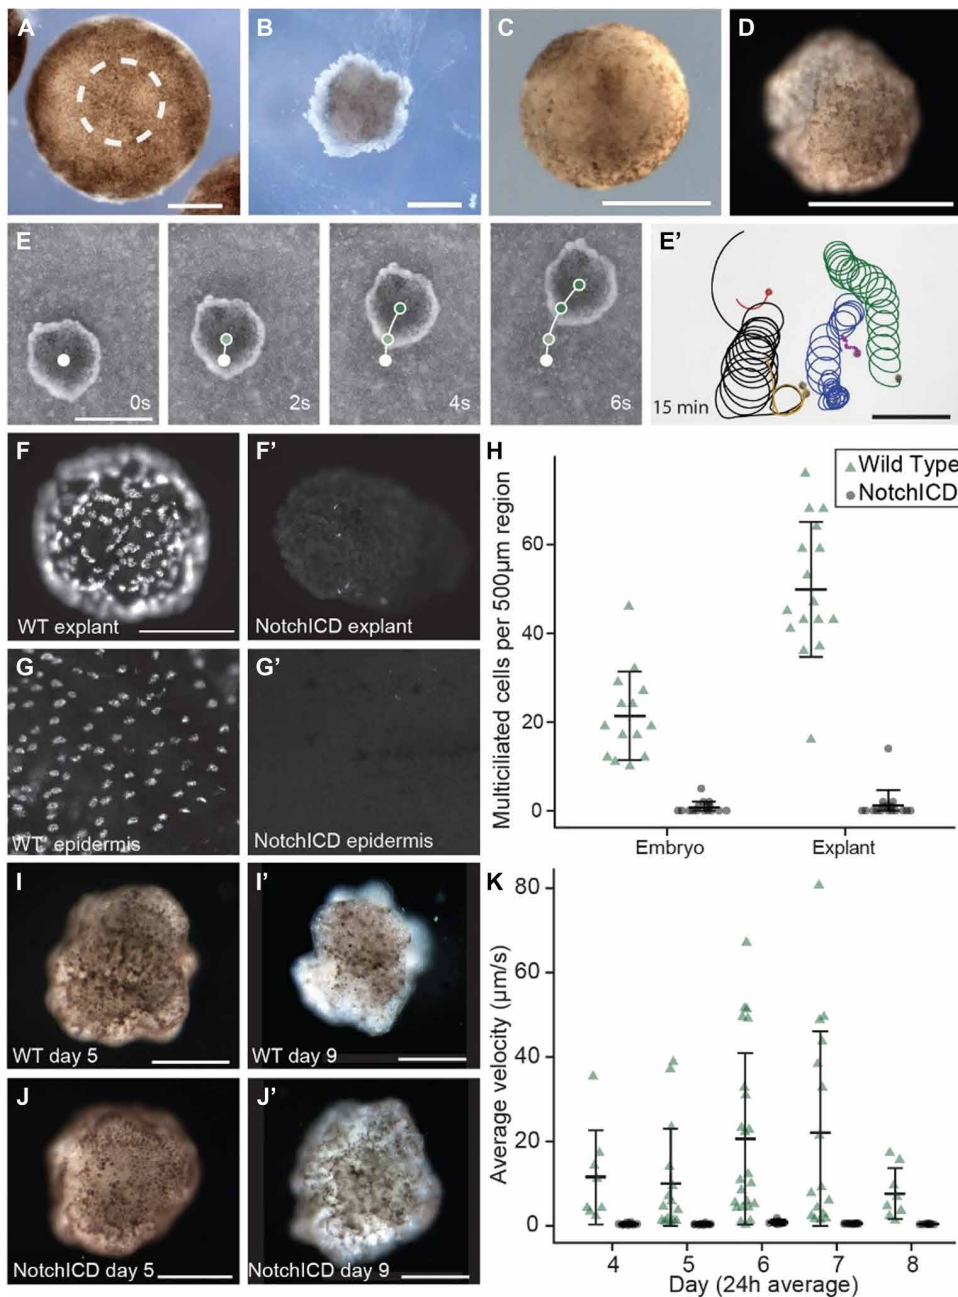 A
B
C
D
E
0s
2s
4s
6s
E'
15 min
F
WT explant
F'
NotchICD explant
G
WT epidermis
G'
NotchICD epidermis
H
Wild Type
NotchICD
Multiciliated cells per 500µm region
60
40
20
0
Embryo
Explant
I
WT day 5
I'
WT day 9
J
NotchICD day 5
J'
NotchICD day 9
K
Average velocity (µm/s)
80
60
40
20
0
4 5 6 7 8
Day (24h average)